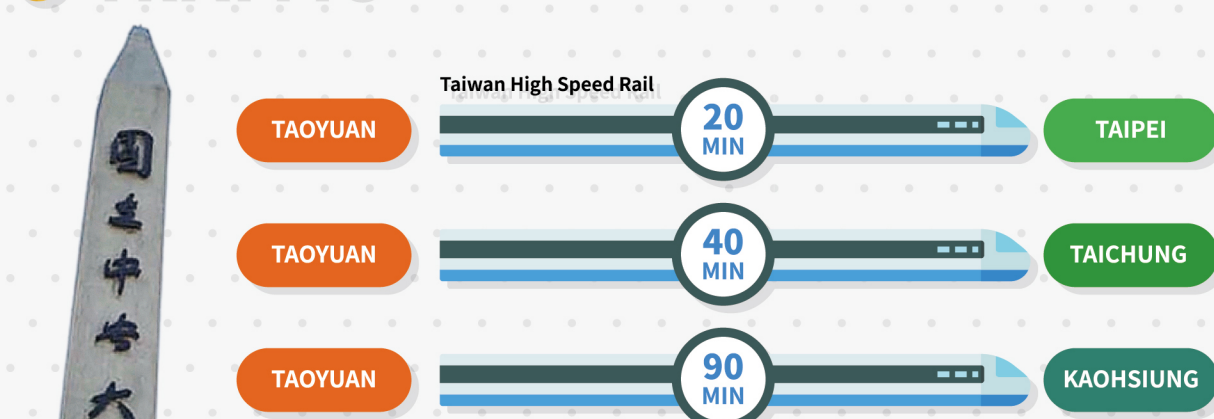 國立中央大
Taiwan High Speed Rail
TAOYUAN
20
MIN
TAIPEI
TAOYUAN
40
MIN
TAICHUNG
TAOYUAN
90
MIN
KAOHSIUNG